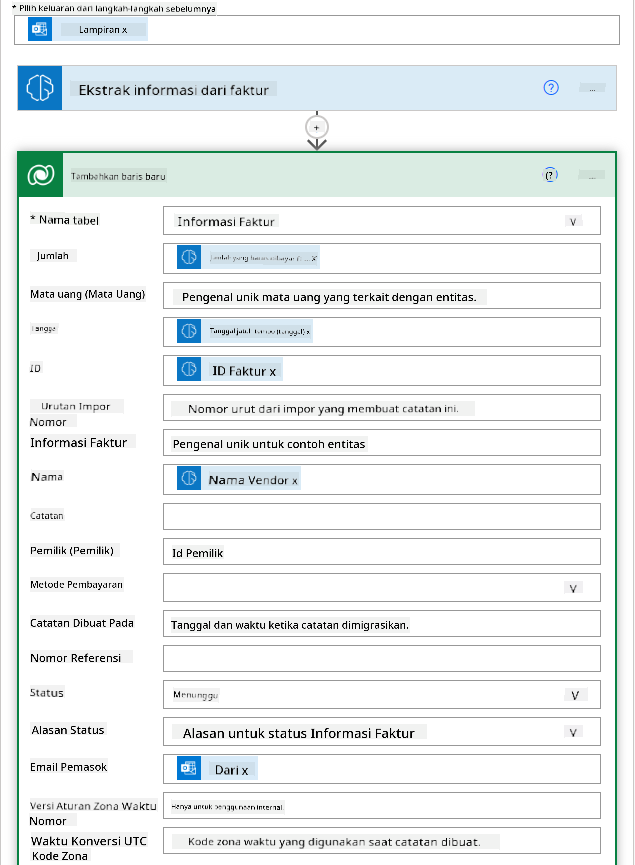 * Pilih keluaran dari langkah-langkah sebelumnya
Lampiran x
Ekstrak informasi dari faktur
Tambahkan baris baru
* Nama tabel
Informasi Faktur
Jumlah
Jumlah yang harus dibayar
Mata uang (Mata Uang)
Pengenal unik mata uang yang terkait dengan entitas.
Tanggal
Tanggal jatuh tempo (tanggal) x
ID
ID Faktur x
Urutan Impor
Nomor
Nomor urut dari impor yang membuat catatan ini.
Informasi Faktur
Pengenal unik untuk contoh entitas
Nama
Nama Vendor x
Catatan
Pemilik (Pemilik)
Id Pemilik
Metode Pembayaran
Catatan Dibuat Pada
Tanggal dan waktu ketika catatan dimigrasikan.
Nomor Referensi
Status
Menunggu
Alasan Status
Alasan untuk status Informasi Faktur
Email Pemasok
Dari x
Versi Aturan Zona Waktu
Nomor
Hanya untuk penggunaan internal.
Waktu Konversi UTC
Kode Zona
Kode zona waktu yang digunakan saat catatan dibuat.